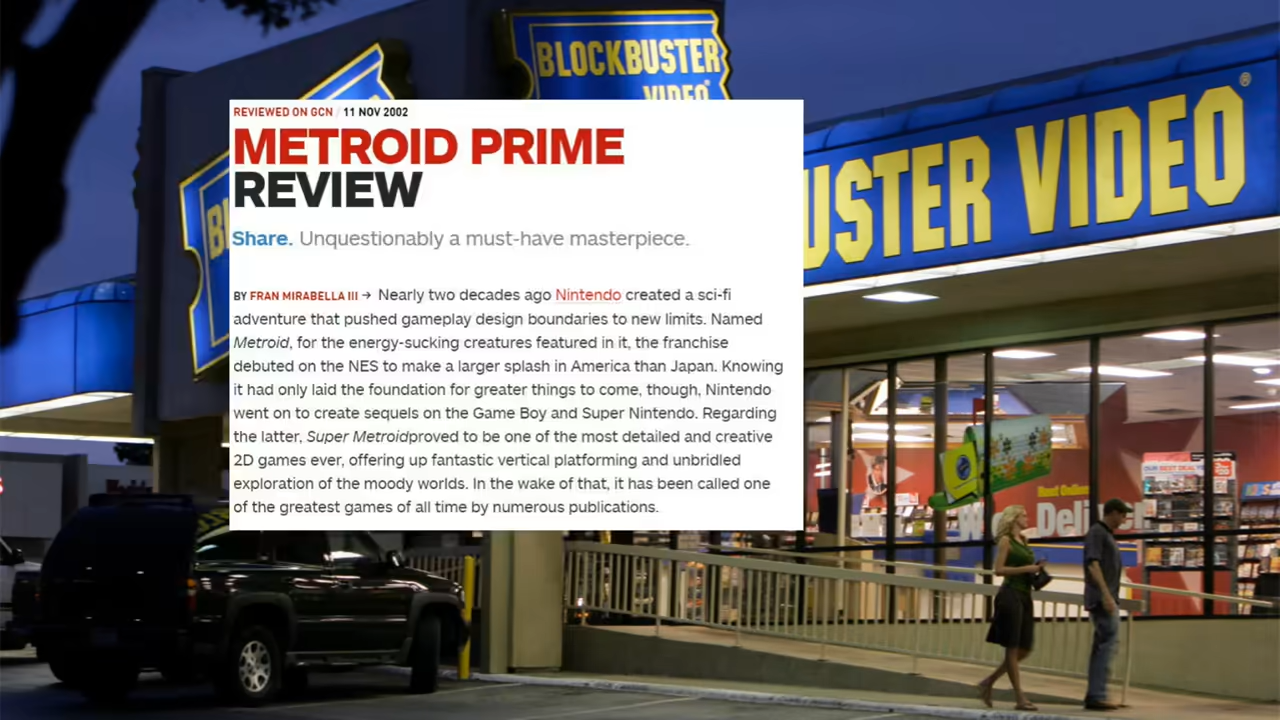 BLOCKBUSTER
VIDEO®
USTER VIDEO®
REVIEWED ON GCN / 11 NOV 2002
METROID PRIME
REVIEW
Share. Unquestionably a must-have masterpiece.
BY FRAN MIRABELLA III → Nearly two decades ago Nintendo created a sci-fi
adventure that pushed gameplay design boundaries to new limits. Named
Metroid, for the energy-sucking creatures featured in it, the franchise
debuted on the NES to make a larger splash in America than Japan. Knowing
it had only laid the foundation for greater things to come, though, Nintendo
went on to create sequels on the Game Boy and Super Nintendo. Regarding
the latter, Super Metroidproved to be one of the most detailed and creative
2D games ever, offering up fantastic vertical platforming and unbridled
exploration of the moody worlds. In the wake of that, it has been called one
of the greatest games of all time by numerous publications.
OUR BEST DEAL